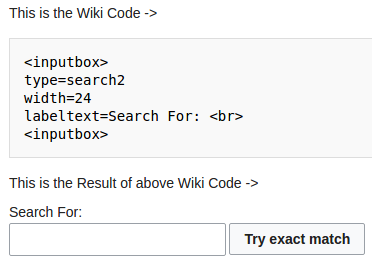 This is the Wiki Code ->
<inputbox>
type=search2
width=24
labeltext=Search For: <br>
<inputbox>
This is the Result of above Wiki Code ->
Search For:
Try exact match